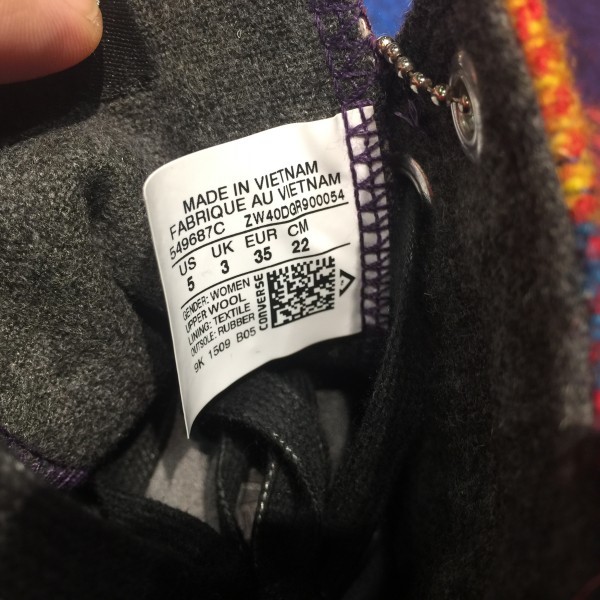 MADE IN VIETNAM
FABRIQUE AU VIETNAM
549687C ZW40DGR900054
US UK EUR CM
5 3 35 22
GENDER: WOMEN
UPPER WOOL
LINING: TEXTILE
OUTSOLE: RUBBER
9K 1509 B05
CONVERSE